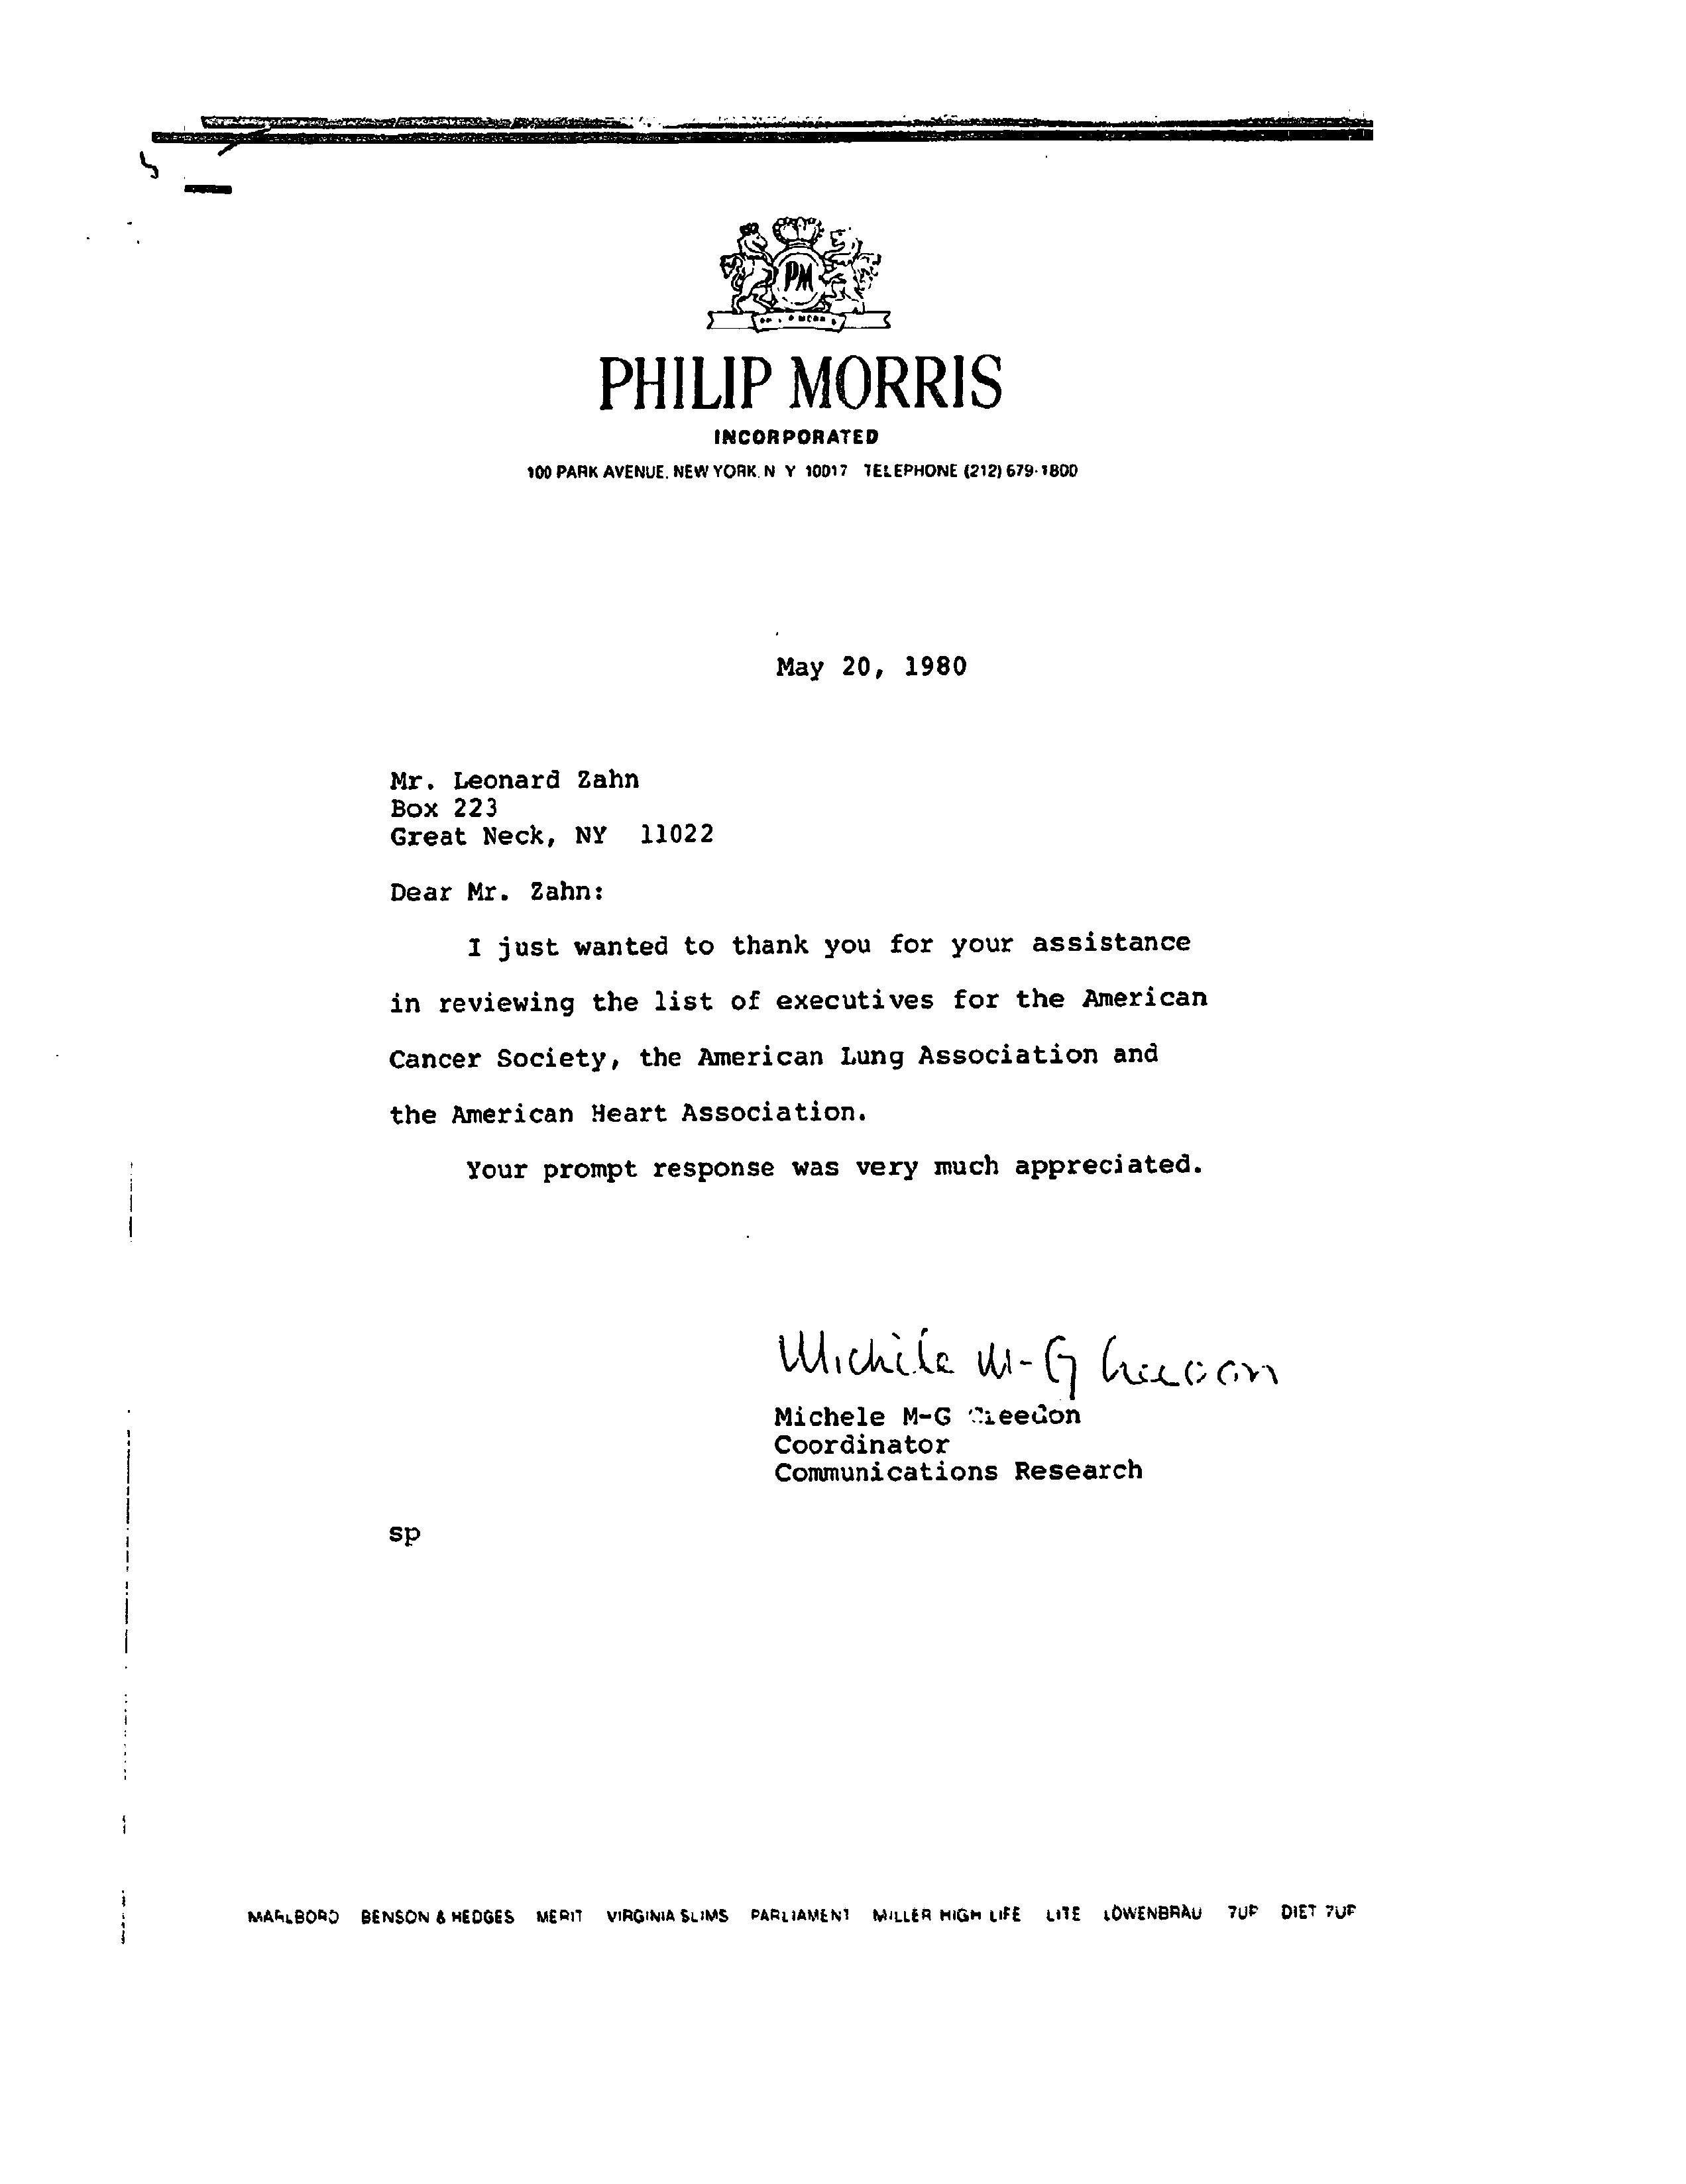 PM
PHILIP MORRIS
INCORPORATED
100 PARK AVENUE, NEW YORK, N Y 10017 TELEPHONE (212) 679-1800
May 20, 1980
Mr. Leonard Zahn
Box 223
Great Neck, NY 11022
Dear Mr. Zahn:
I just wanted to thank you for your assistance
in reviewing the list of executives for the American
Cancer Society, the American Lung Association and
the American Heart Association.
Your prompt response was very much appreciated.
Michele M-G
Michele M-G
Coordinator
Communications Research
sp
MARLBORO BENSON & HEDGES MERIT VIRGINIA SLIMS PARLIAMENT MILLER HIGH LIFE LITE LÖWENBRÄU 7UP DIET 7UP